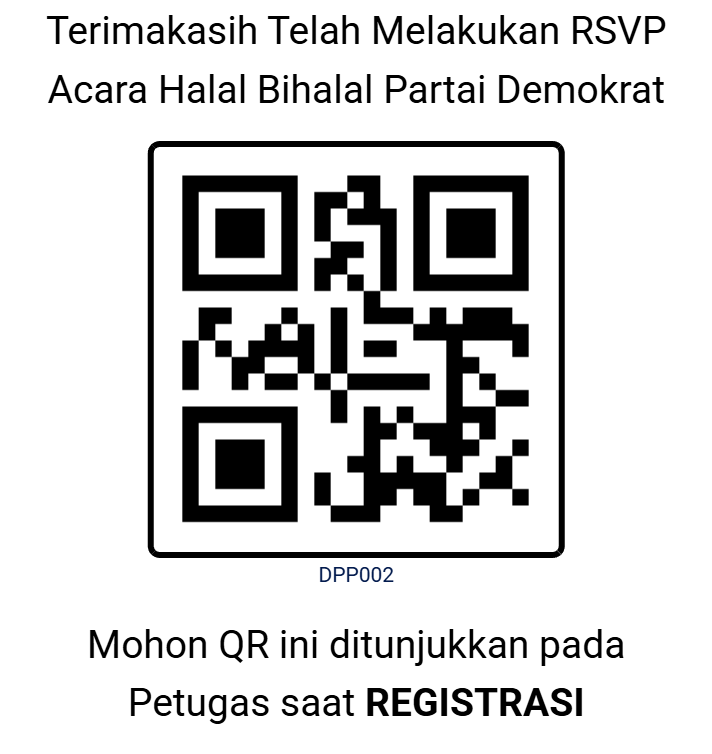 Terimakasih Telah Melakukan RSVP
Acara Halal Bihalal Partai Demokrat
DPP002
Mohon QR ini ditunjukkan pada
Petugas saat REGISTRASI